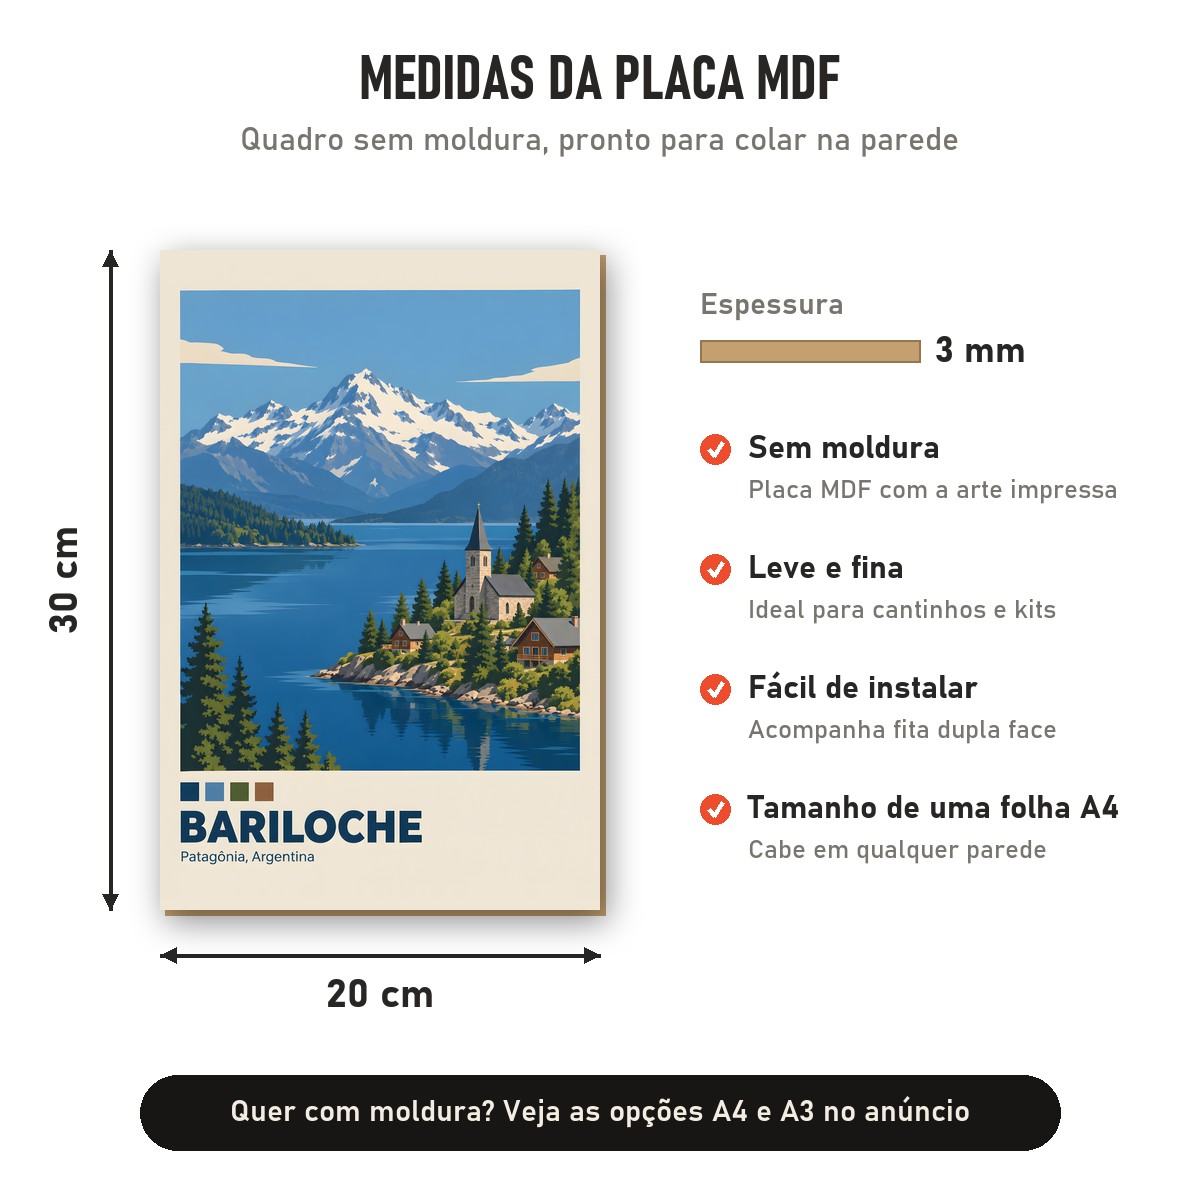 MEDIDAS DA PLACA MDF
Quadro sem moldura, pronto para colar na parede
30 cm
BARILOCHE
Patagônia, Argentina
20 cm
Espessura
3 mm
Sem moldura
Placa MDF com a arte impressa
Leve e fina
Ideal para cantinhos e kits
Fácil de instalar
Acompanha fita dupla face
Tamanho de uma folha A4
Cabe em qualquer parede
Quer com moldura? Veja as opções A4 e A3 no anúncio